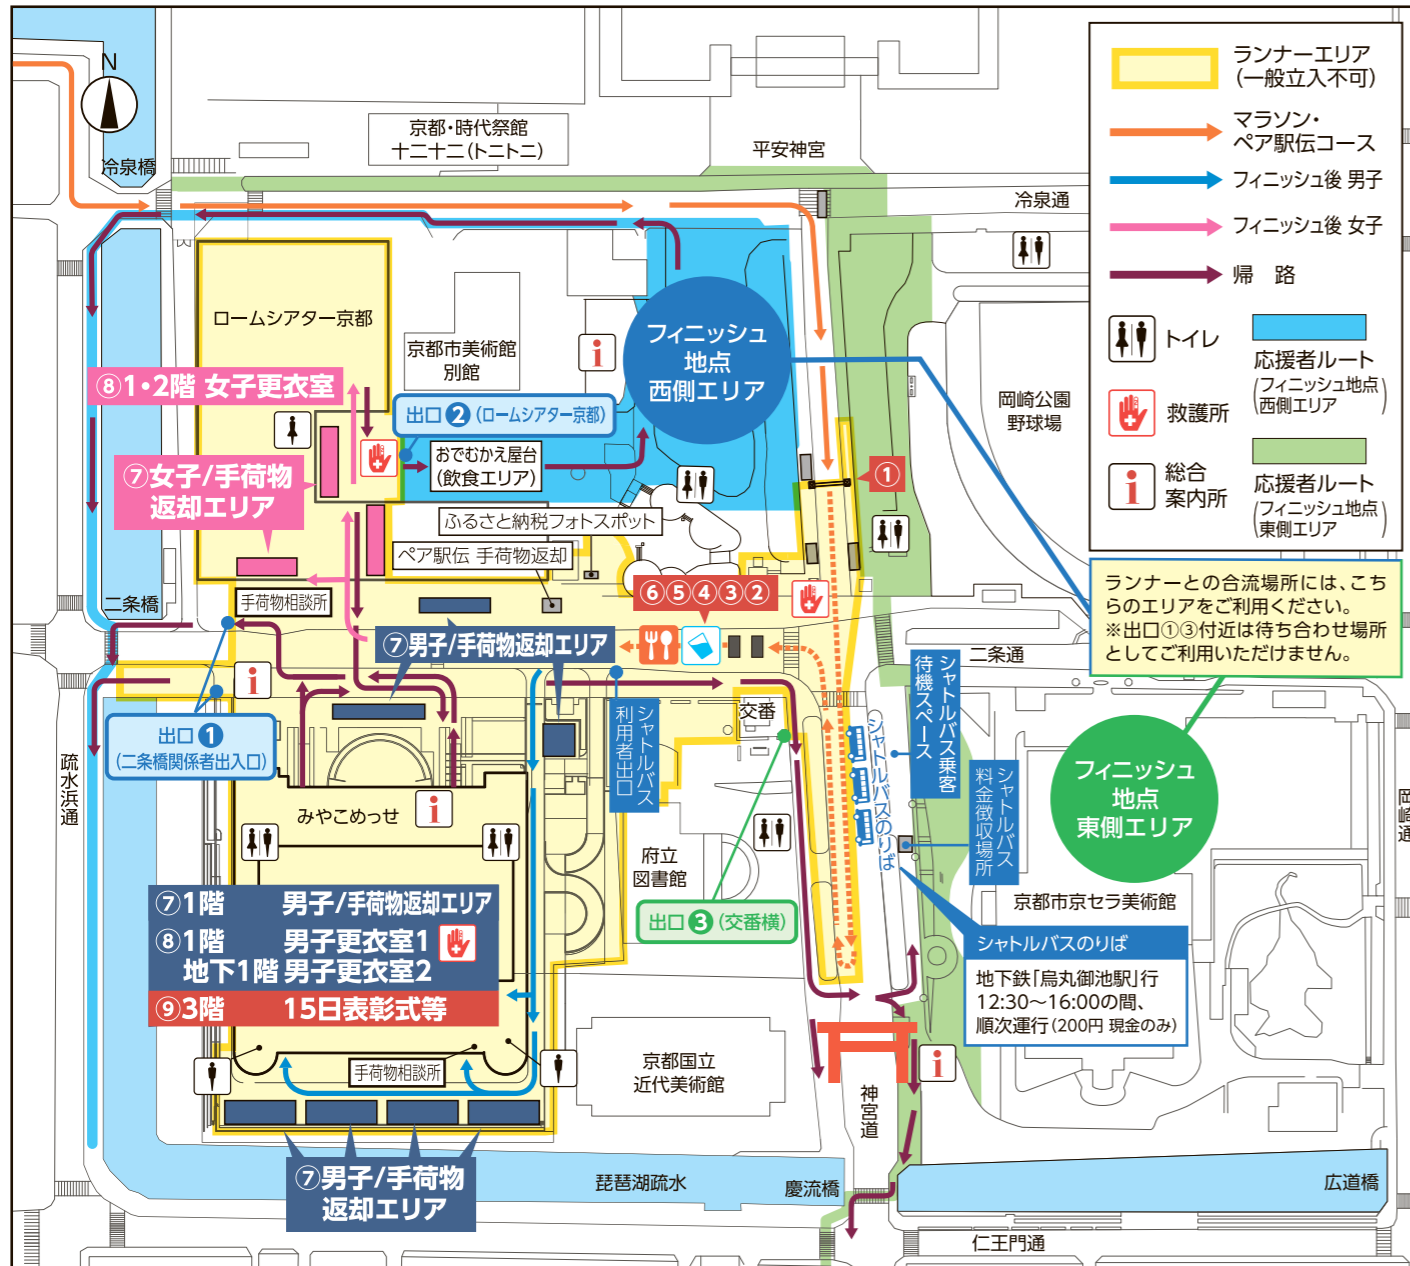 N
冷泉橋
京都・時代祭館
十二十二(トニトニ)
平安神宮
冷泉通
ランナーエリア
(一般立入不可)
マラソン・
ペア駅伝コース
フィニッシュ後 男子
フィニッシュ後 女子
帰 路
トイレ
救護所
i
総合
案内所
応援者ルート
(フィニッシュ地点
西側エリア)
応援者ルート
(フィニッシュ地点
東側エリア)
ロームシアター京都
京都市美術館
別館
i
フィニッシュ
地点
西側エリア
岡崎公園
野球場
⑧1・2階 女子更衣室
出口❷(ロームシアター京都)
おでむかえ屋台
(飲食エリア)
⑦女子/手荷物
返却エリア
①
ふるさと納税フォトスポット
ペア駅伝 手荷物返却
⑥⑤④③②
二条橋
手荷物相談所
⑦男子/手荷物返却エリア
ランナーとの合流場所には、こち
らのエリアをご利用ください。
※出口①③付近は待ち合わせ場所
としてご利用いただけません。
二条通
i
出口❶
(二条橋関係者出入口)
シャトルバス
利用者出口
交番
シャトルバスのりば
シャトルバス乗客
待機スペース
シャトルバス
料金徴収場所
フィニッシュ
地点
東側エリア
疏水浜通
岡崎通
みやこめっせ
i
府立
図書館
出口❸(交番横)
京都市京セラ美術館
⑦1階 男子/手荷物返却エリア
⑧1階 男子更衣室1
地下1階 男子更衣室2
⑨3階 15日表彰式等
シャトルバスのりば
地下鉄「烏丸御池駅」行
12:30〜16:00の間、
順次運行(200円 現金のみ)
手荷物相談所
京都国立
近代美術館
i
神宮道
⑦男子/手荷物
返却エリア
琵琶湖疏水
慶流橋
広道橋
仁王門通